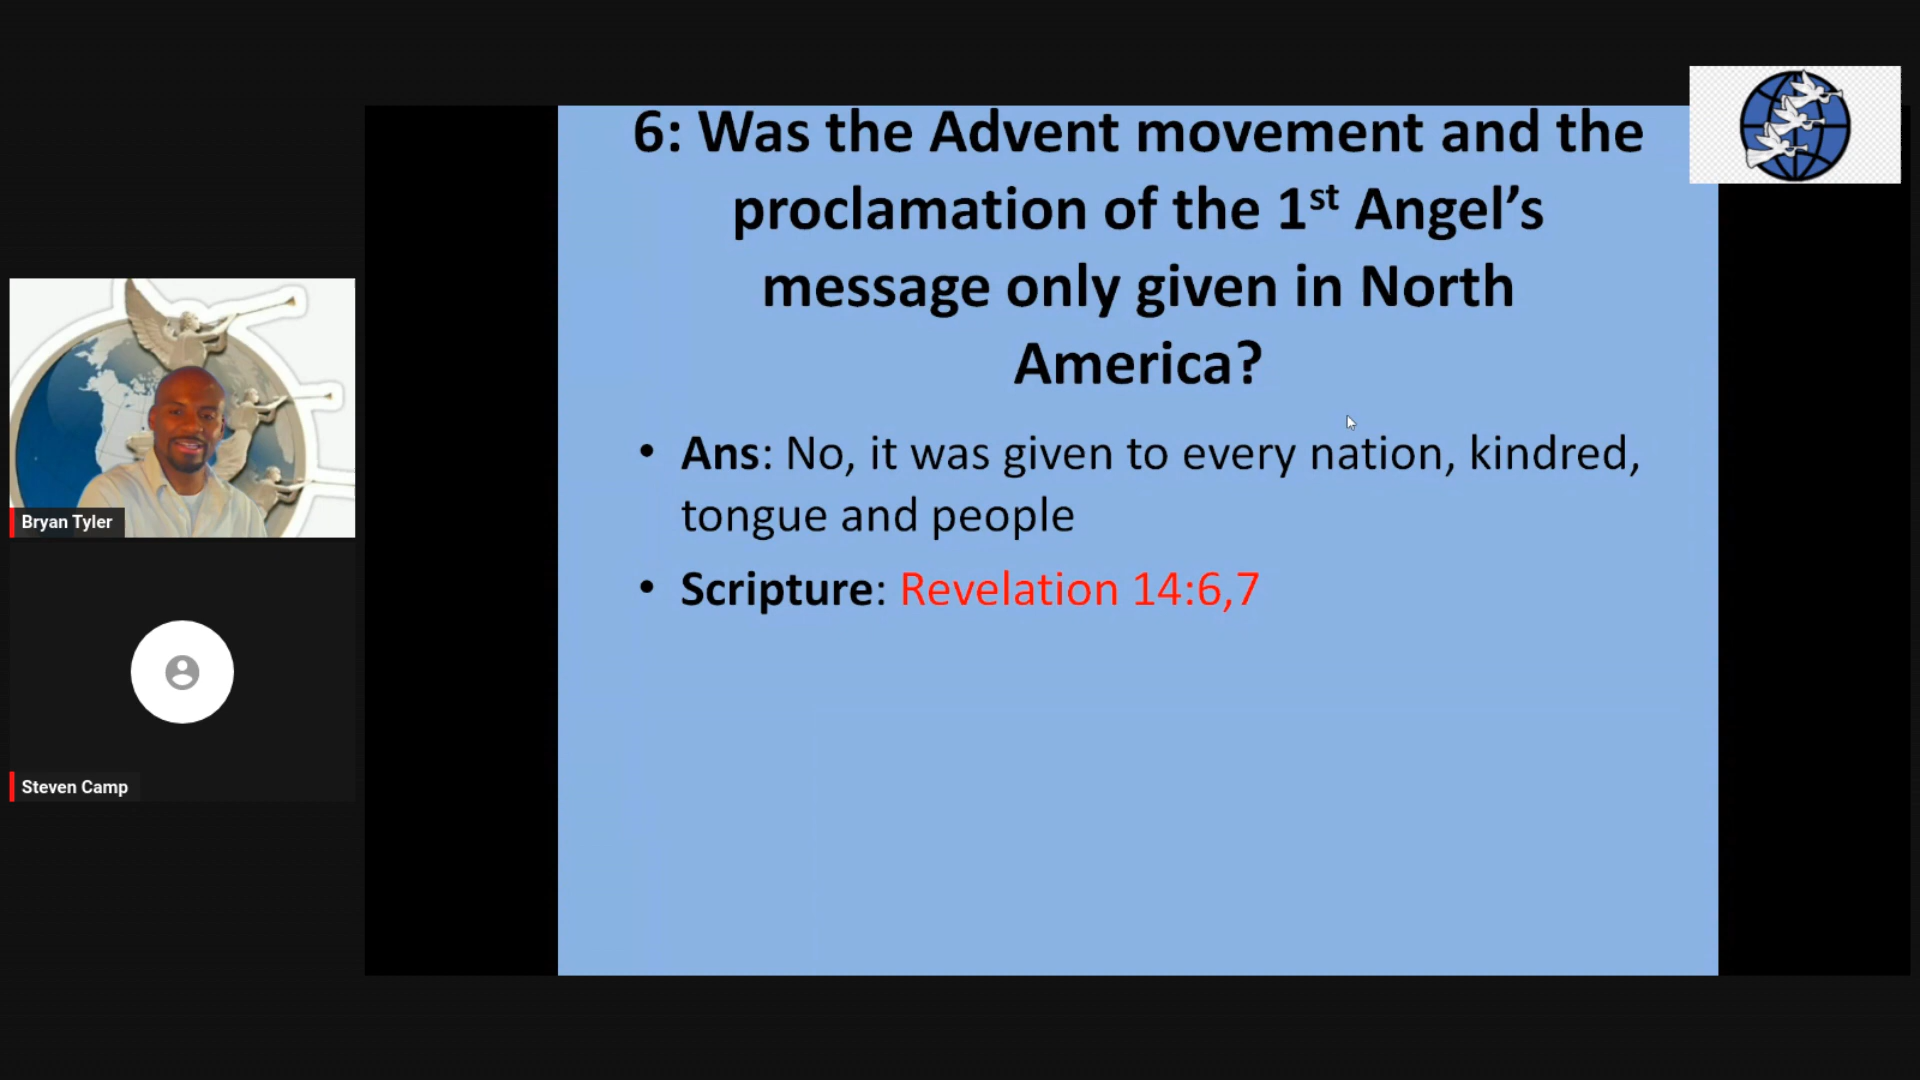 6: Was the Advent movement and the
proclamation of the 1st Angel’s
message only given in North
America?
• Ans: No, it was given to every nation, kindred,
tongue and people
• Scripture: Revelation 14:6,7
Bryan Tyler
Steven Camp